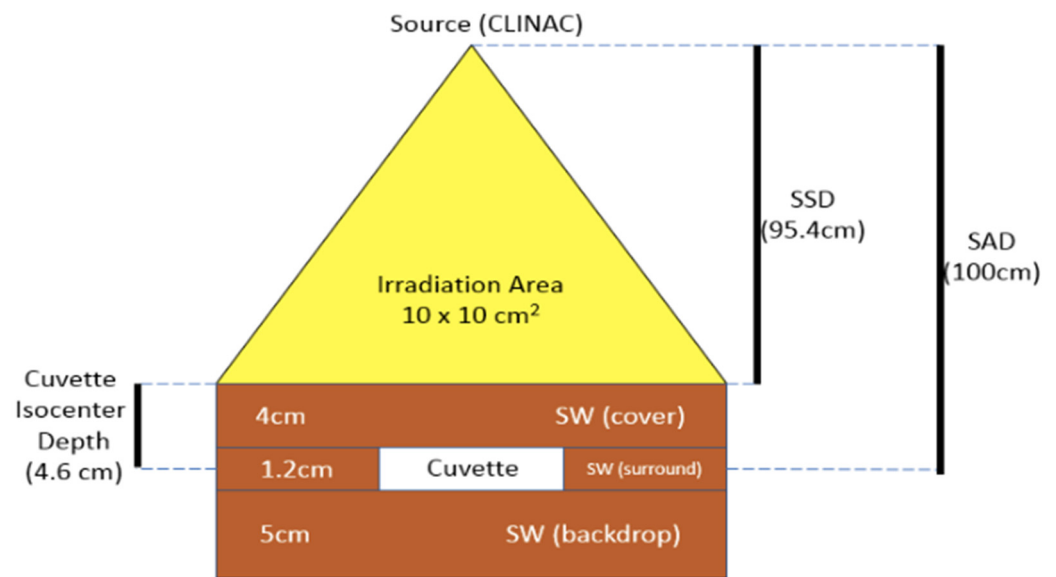 Source (CLINAC)
SSD
(95.4cm)
SAD
(100cm)
Irradiation Area
10 x 10 cm²
Cuvette
Isocenter
Depth
(4.6 cm)
4cm
SW (cover)
1.2cm
Cuvette
SW (surround)
5cm
SW (backdrop)